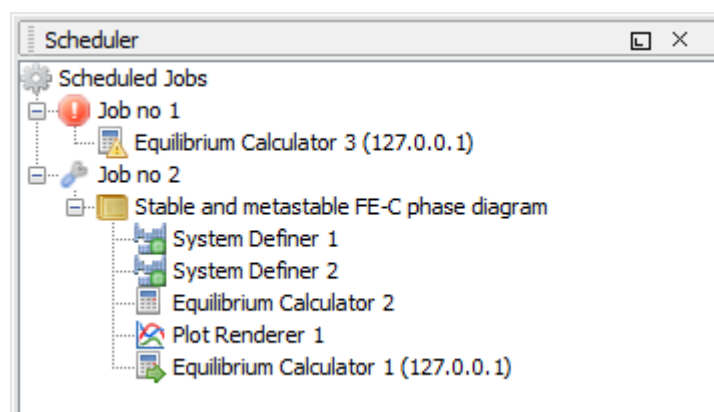 Scheduler
Scheduled Jobs
Job no 1
Equilibrium Calculator 3 (127.0.0.1)
Job no 2
Stable and metastable FE-C phase diagram
System Definer 1
System Definer 2
Equilibrium Calculator 2
Plot Renderer 1
Equilibrium Calculator 1 (127.0.0.1)